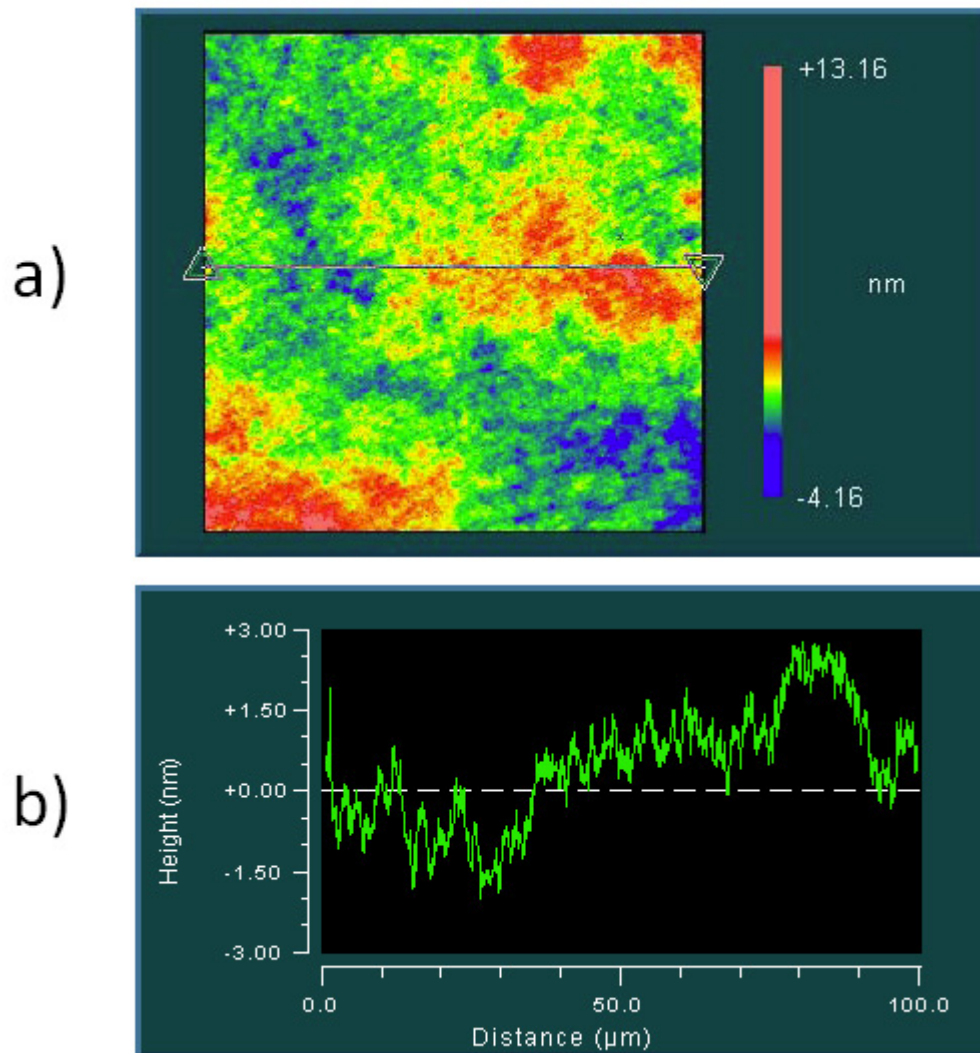 a)
+13.16
nm
-4.16
b)
+3.00
+1.50
+0.00
-1.50
-3.00
Height (nm)
0.0 50.0 100.0
Distance (µm)